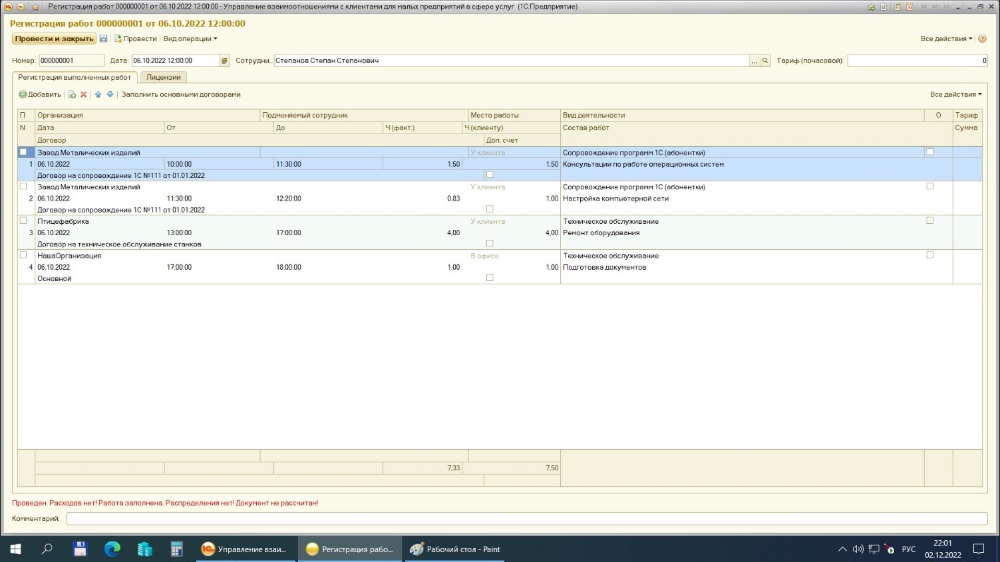 Регистрация работ 000000001 от 06.10.2022 12:00:00 - Управление взаимоотношениями с клиентами для малых предприятий в сфере услуг (1С:Предприятие)
M M+ M-
Регистрация работ 000000001 от 06.10.2022 12:00:00
Провести и закрыть Провести Вид операции Все действия
Номер: 000000001 Дата: 06.10.2022 12:00:00 Сотрудни... Степанов Степан Степанович ... Тариф (почасовой): 0
Регистрация выполненных работ Лицензии
Добавить Заполнить основными договорами Все действия
П Организация Подменяемый сотрудник Место работы Вид деятельности О Тариф
N Дата От До Ч (факт.) Ч (клиенту) Состав работ Сумма
Договор Доп. счет
Завод Металических изделий У клиента Сопровождение программ 1С (абонентки)
1 06.10.2022 10:00:00 11:30:00 1,50 1,50 Консультации по работе операционных систем
Договор на сопровождение 1С №111 от 01.01.2022
Завод Металических изделий У клиента Сопровождение программ 1С (абонентки)
2 06.10.2022 11:30:00 12:20:00 0,83 1,00 Настройка компьютерной сети
Договор на сопровождение 1С №111 от 01.01.2022
Птицефабрика У клиента Техническое обслуживание
3 06.10.2022 13:00:00 17:00:00 4,00 4,00 Ремонт оборудования
Договор на техническое обслуживание станков
НашаОрганизация В офисе Техническое обслуживание
4 06.10.2022 17:00:00 18:00:00 1,00 1,00 Подготовка документов
Основной
7,33 7,50
Проведен. Расходов нет! Работа заполнена. Распределения нет! Документ не рассчитан!
Комментарий:
Управление взаи... Регистрация рабо... Рабочий стол - Paint РУС 22:01
02.12.2022